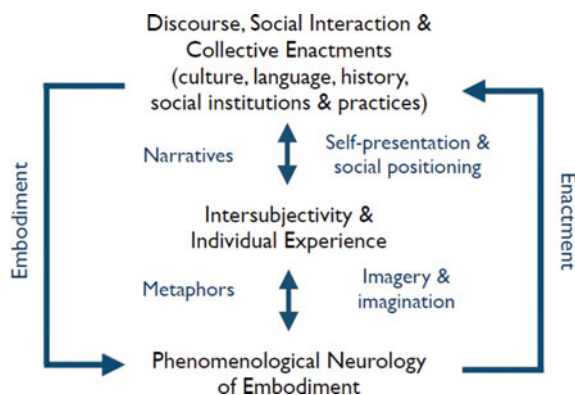 Discourse, Social Interaction &
Collective Enactments
(culture, language, history,
social institutions & practices)
Narratives
Self-presentation &
social positioning
Embodiment
Enactment
Intersubjectivity &
Individual Experience
Metaphors
Imagery &
imagination
Phenomenological Neurology
of Embodiment